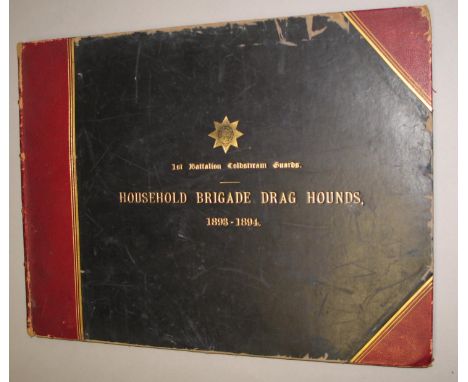 1st Battalion Coldstream Guards.
HOUSEHOLD BRIGADE DRAG HOUNDS,
1893-1894.